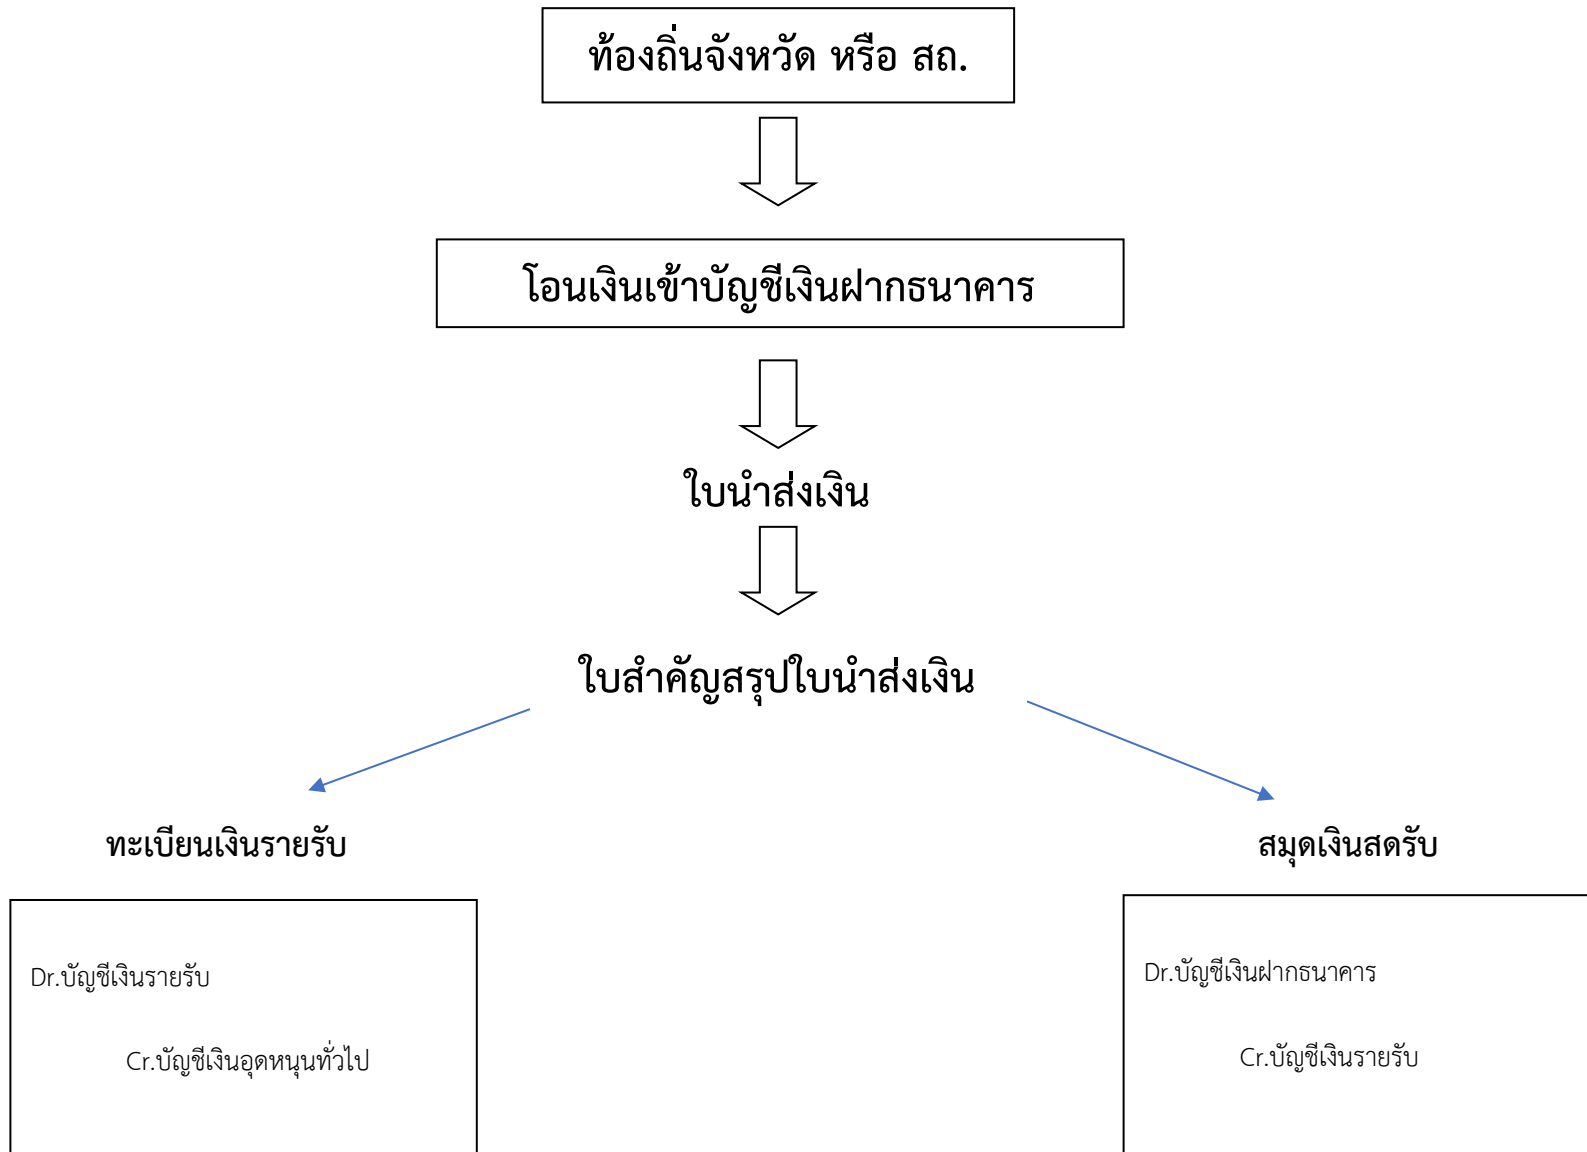 ท้องถิ่นจังหวัด หรือ สถ.
โอนเงินเข้าบัญชีเงินฝากธนาคาร
ใบนำส่งเงิน
ใบสำคัญสรุปใบนำส่งเงิน
ทะเบียนเงินรายรับ
สมุดเงินสดรับ
Dr.บัญชีเงินรายรับ
Cr.บัญชีเงินอุดหนุนทั่วไป
Dr.บัญชีเงินฝากธนาคาร
Cr.บัญชีเงินรายรับ